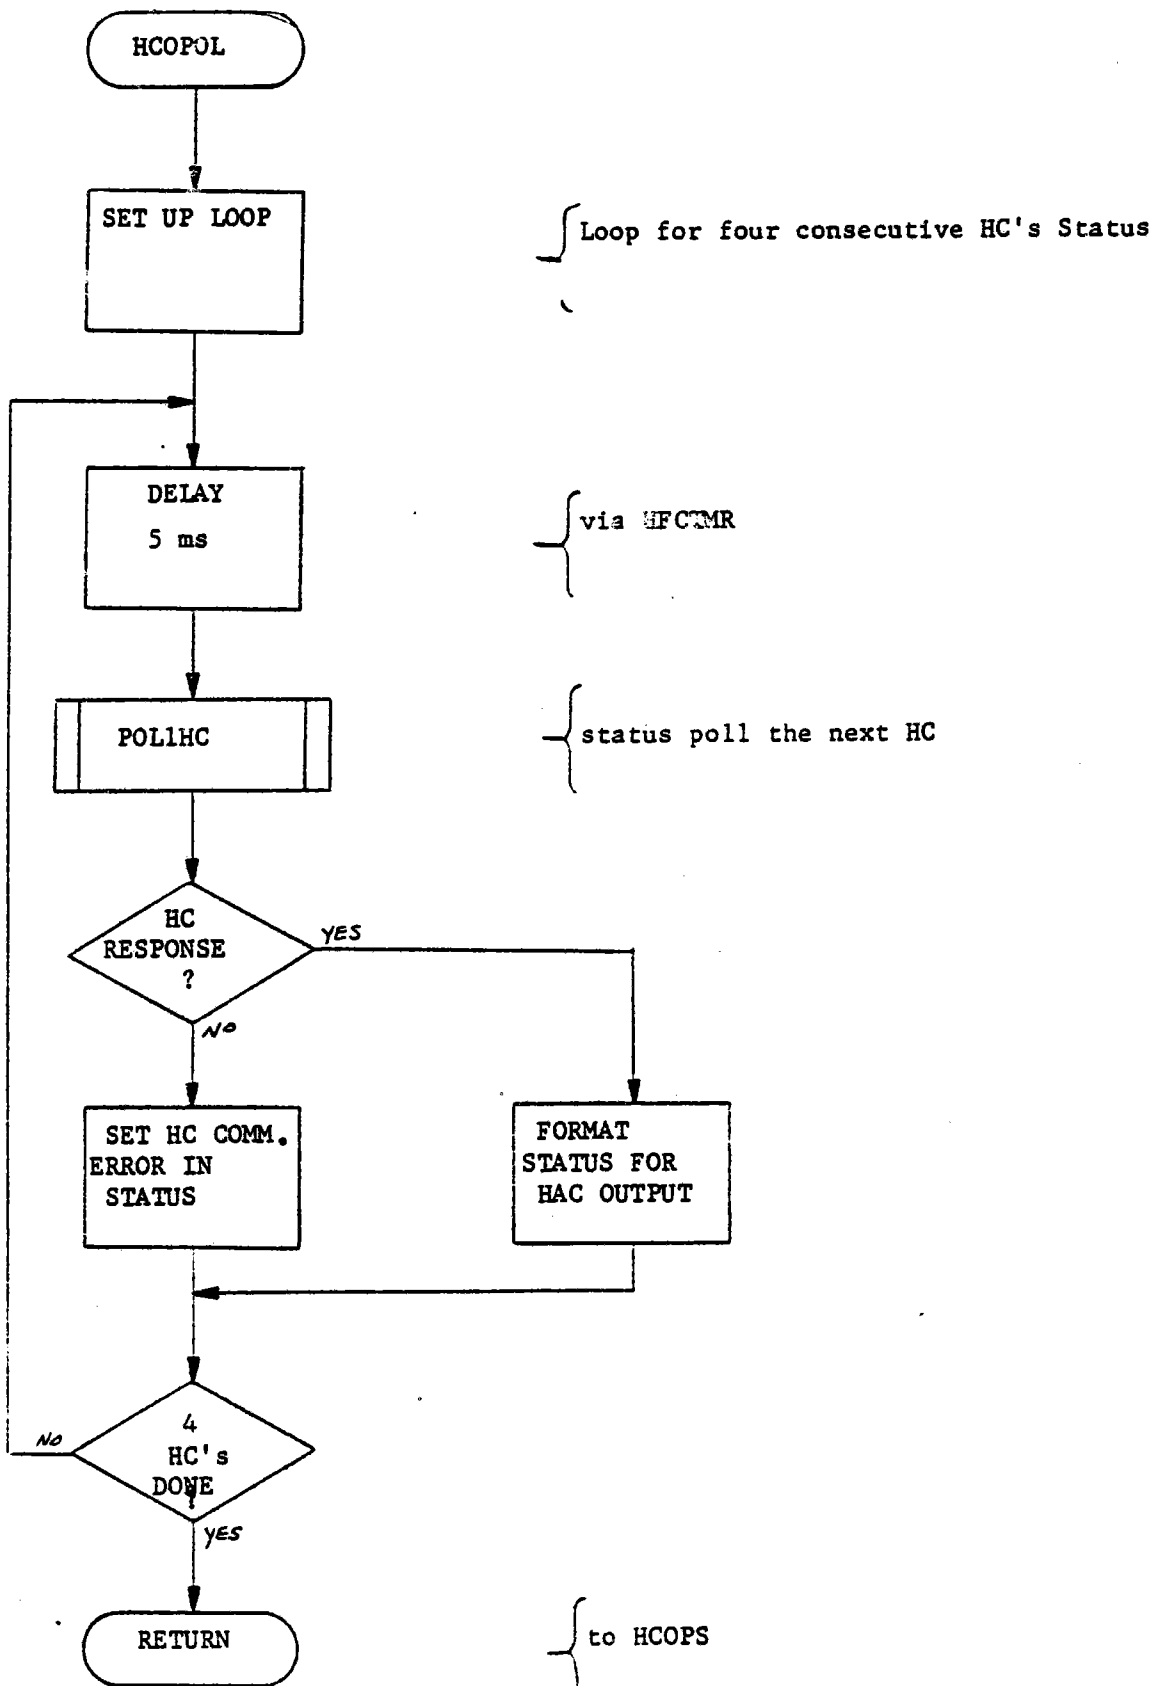 HCOPOL
SET UP LOOP
Loop for four consecutive HC's Status
DELAY
5 ms
via HFCTMR
POL1HC
status poll the next HC
HC
RESPONSE
?
YES
NO
SET HC COMM.
ERROR IN
STATUS
FORMAT
STATUS FOR
HAC OUTPUT
4
HC's
DONE
?
NO
YES
RETURN
to HCOPS